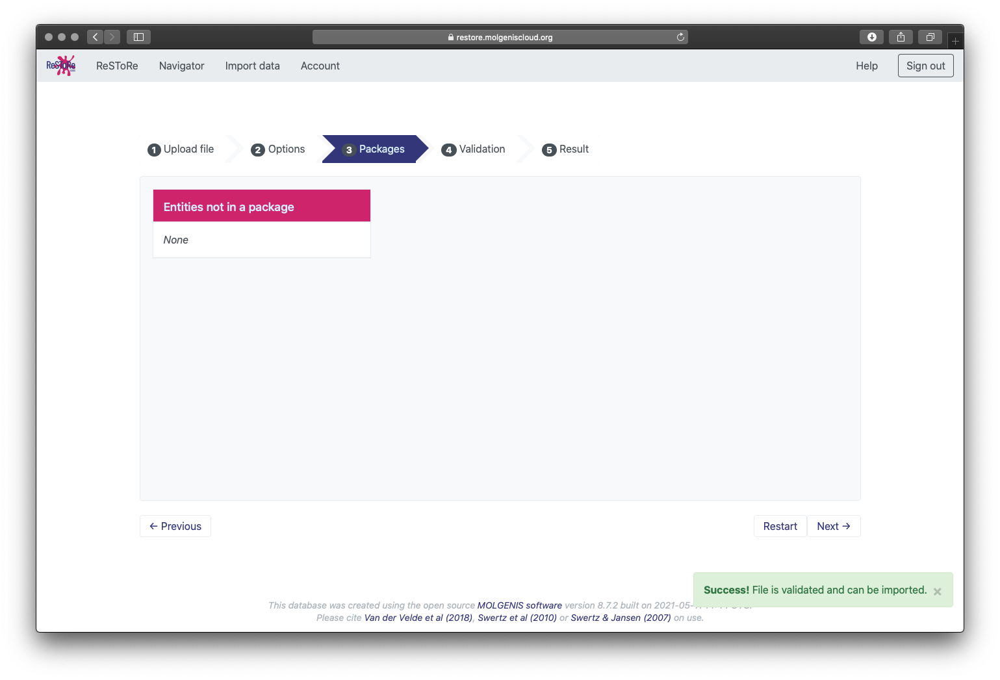 restore.molgeniscloud.org
ReSToRe
ReSToRe Navigator Import data Account Help Sign out
1 Upload file 2 Options 3 Packages 4 Validation 5 Result
Entities not in a package
None
← Previous Restart Next →
Success! File is validated and can be imported. ×
This database was created using the open source MOLGENIS software version 8.7.2 built on 2021-05-
Please cite Van der Velde et al (2018), Swertz et al (2010) or Swertz & Jansen (2007) on use.